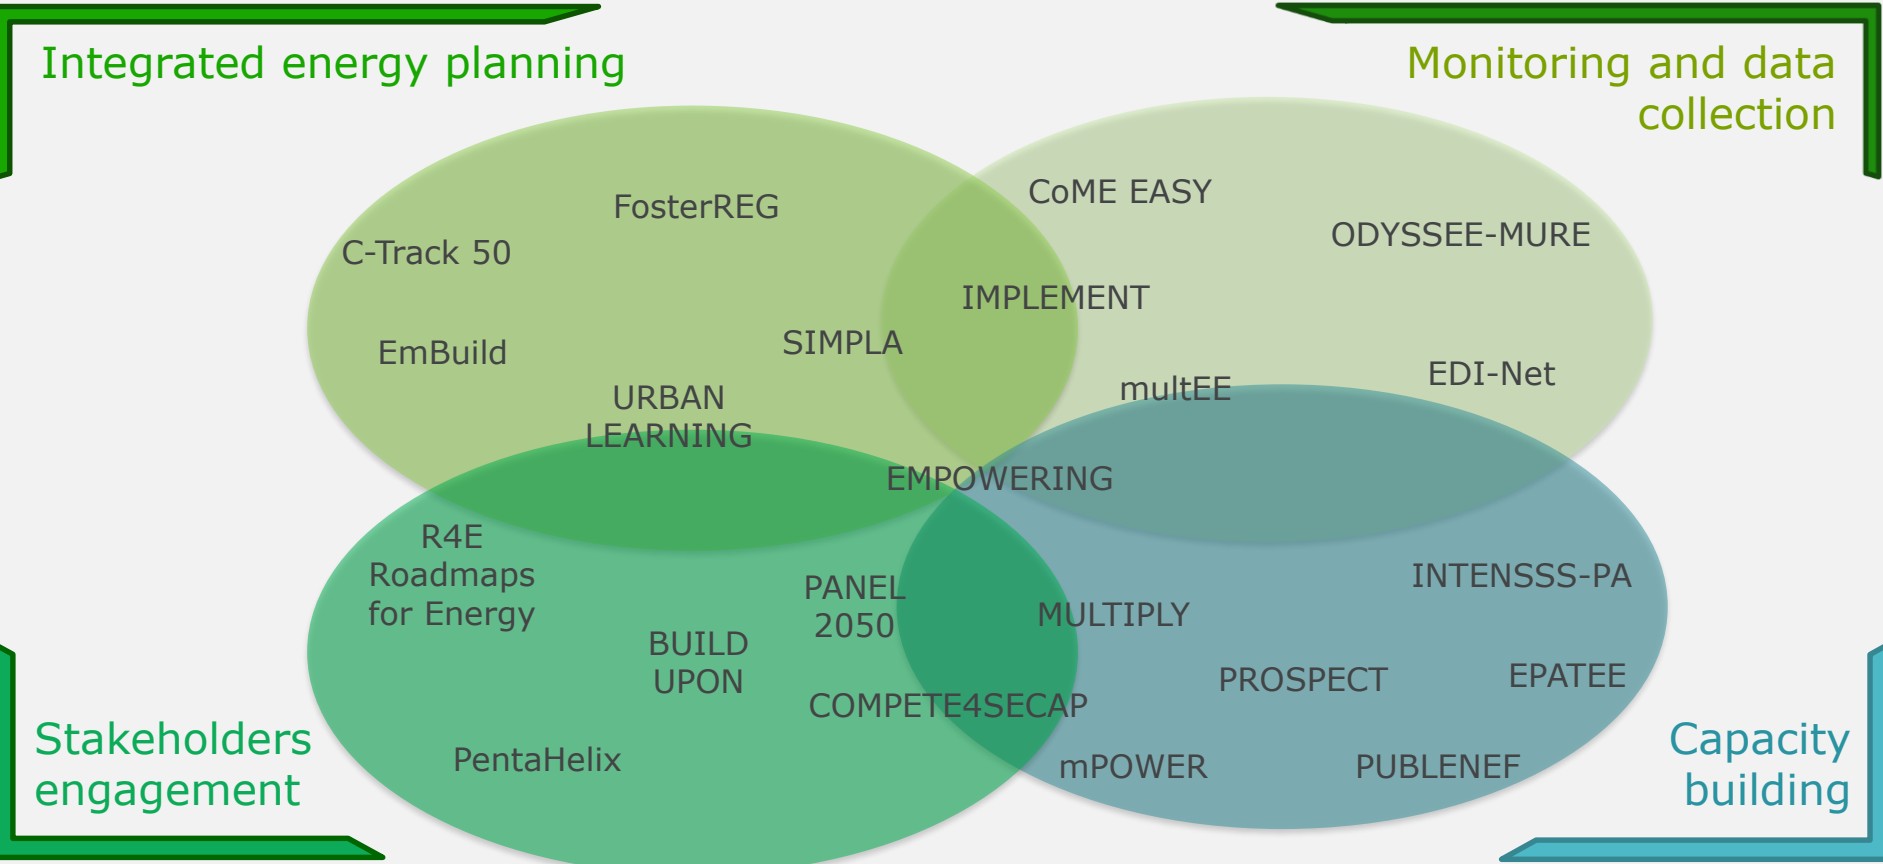 Integrated energy planning
Monitoring and data
collection
FosterREG
CoME EASY
C-Track 50
ODYSSEE-MURE
IMPLEMENT
EmBuild
SIMPLA
multEE
EDI-Net
URBAN
LEARNING
EMPOWERING
R4E
Roadmaps
for Energy
PANEL
2050
MULTIPLY
INTENSSS-PA
BUILD
UPON
PROSPECT
EPATEE
COMPETE4SECAP
PentaHelix
mPOWER
PUBLENEF
Stakeholders
engagement
Capacity
building